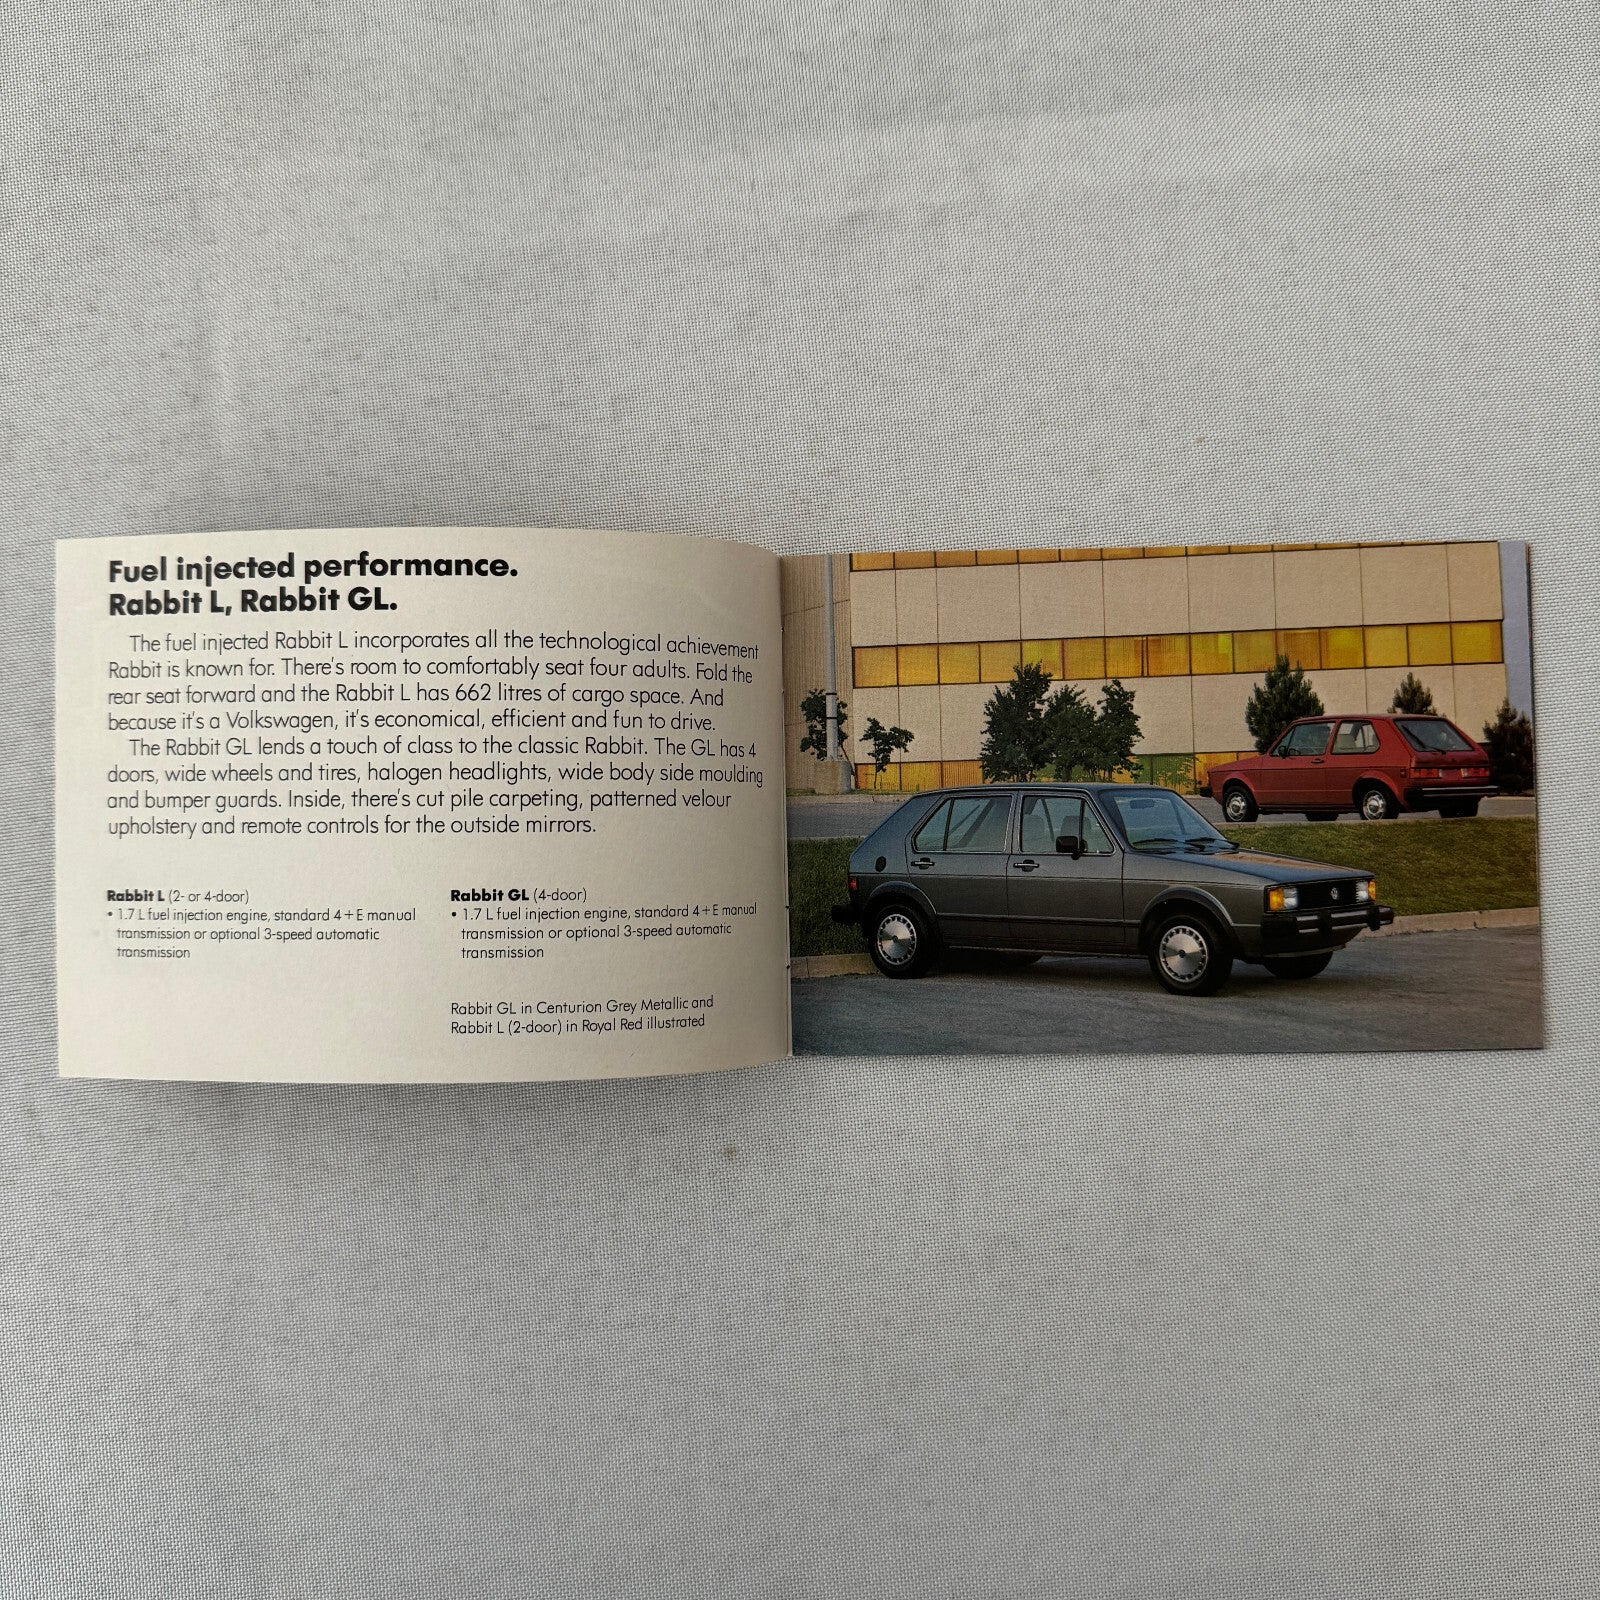 Fuel injected performance.
Rabbit L, Rabbit GL.
The fuel injected Rabbit L incorporates all the technological achievement
Rabbit is known for. There's room to comfortably seat four adults. Fold the
rear seat forward and the Rabbit L has 662 litres of cargo space. And
because it's a Volkswagen, it's economical, efficient and fun to drive.
The Rabbit GL lends a touch of class to the classic Rabbit. The GL has 4
doors, wide wheels and tires, halogen headlights, wide body side moulding
and bumper guards. Inside, there's cut pile carpeting, patterned velour
upholstery and remote controls for the outside mirrors.
Rabbit L (2- or 4-door)
• 1.7 L fuel injection engine, standard 4+E manual
transmission or optional 3-speed automatic
transmission
Rabbit GL (4-door)
• 1.7 L fuel injection engine, standard 4+E manual
transmission or optional 3-speed automatic
transmission
Rabbit GL in Centurion Grey Metallic and
Rabbit L (2-door) in Royal Red illustrated